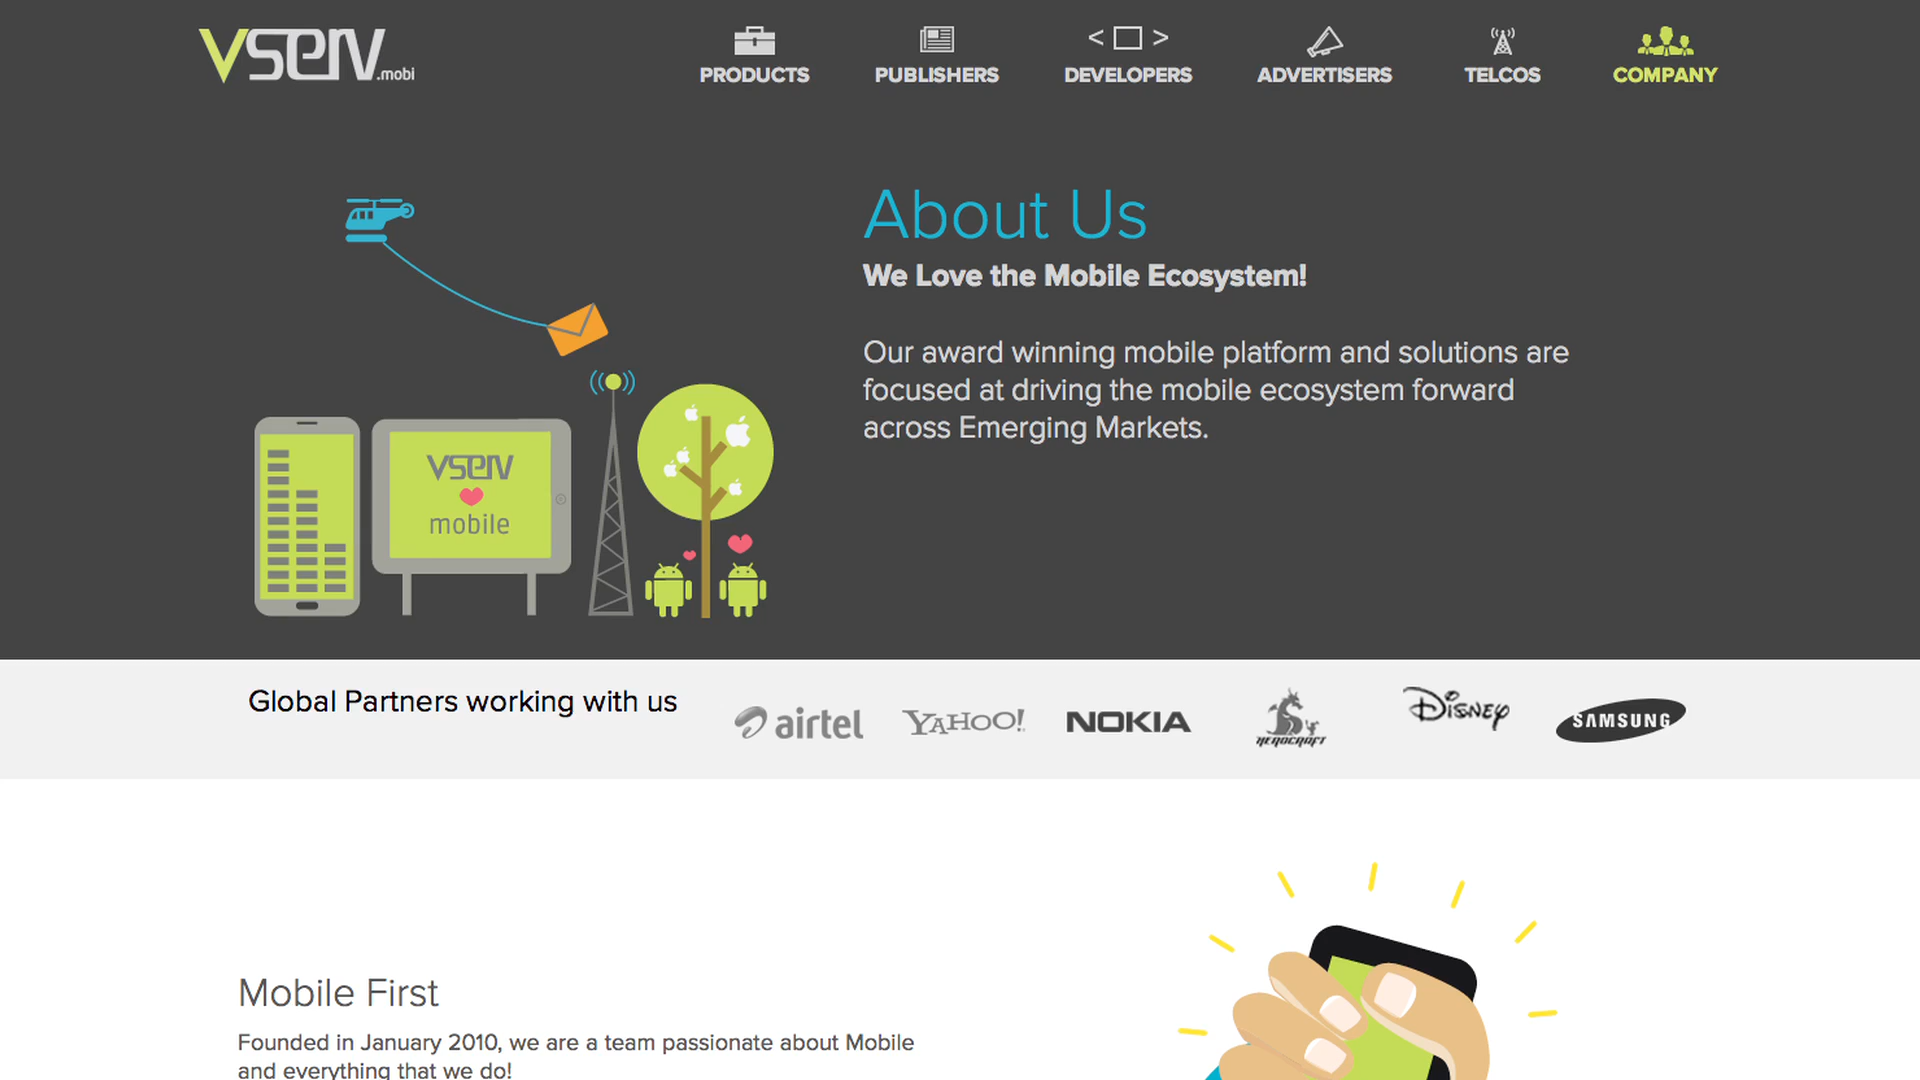 vserv.mobi
PRODUCTS
PUBLISHERS
DEVELOPERS
ADVERTISERS
TELCOS
COMPANY
About Us
We Love the Mobile Ecosystem!
Our award winning mobile platform and solutions are
focused at driving the mobile ecosystem forward
across Emerging Markets.
vserv
mobile
Global Partners working with us
airtel
YAHOO!
NOKIA
HEROCRAFT
DISNEY
SAMSUNG
Mobile First
Founded in January 2010, we are a team passionate about Mobile
and everything that we do!